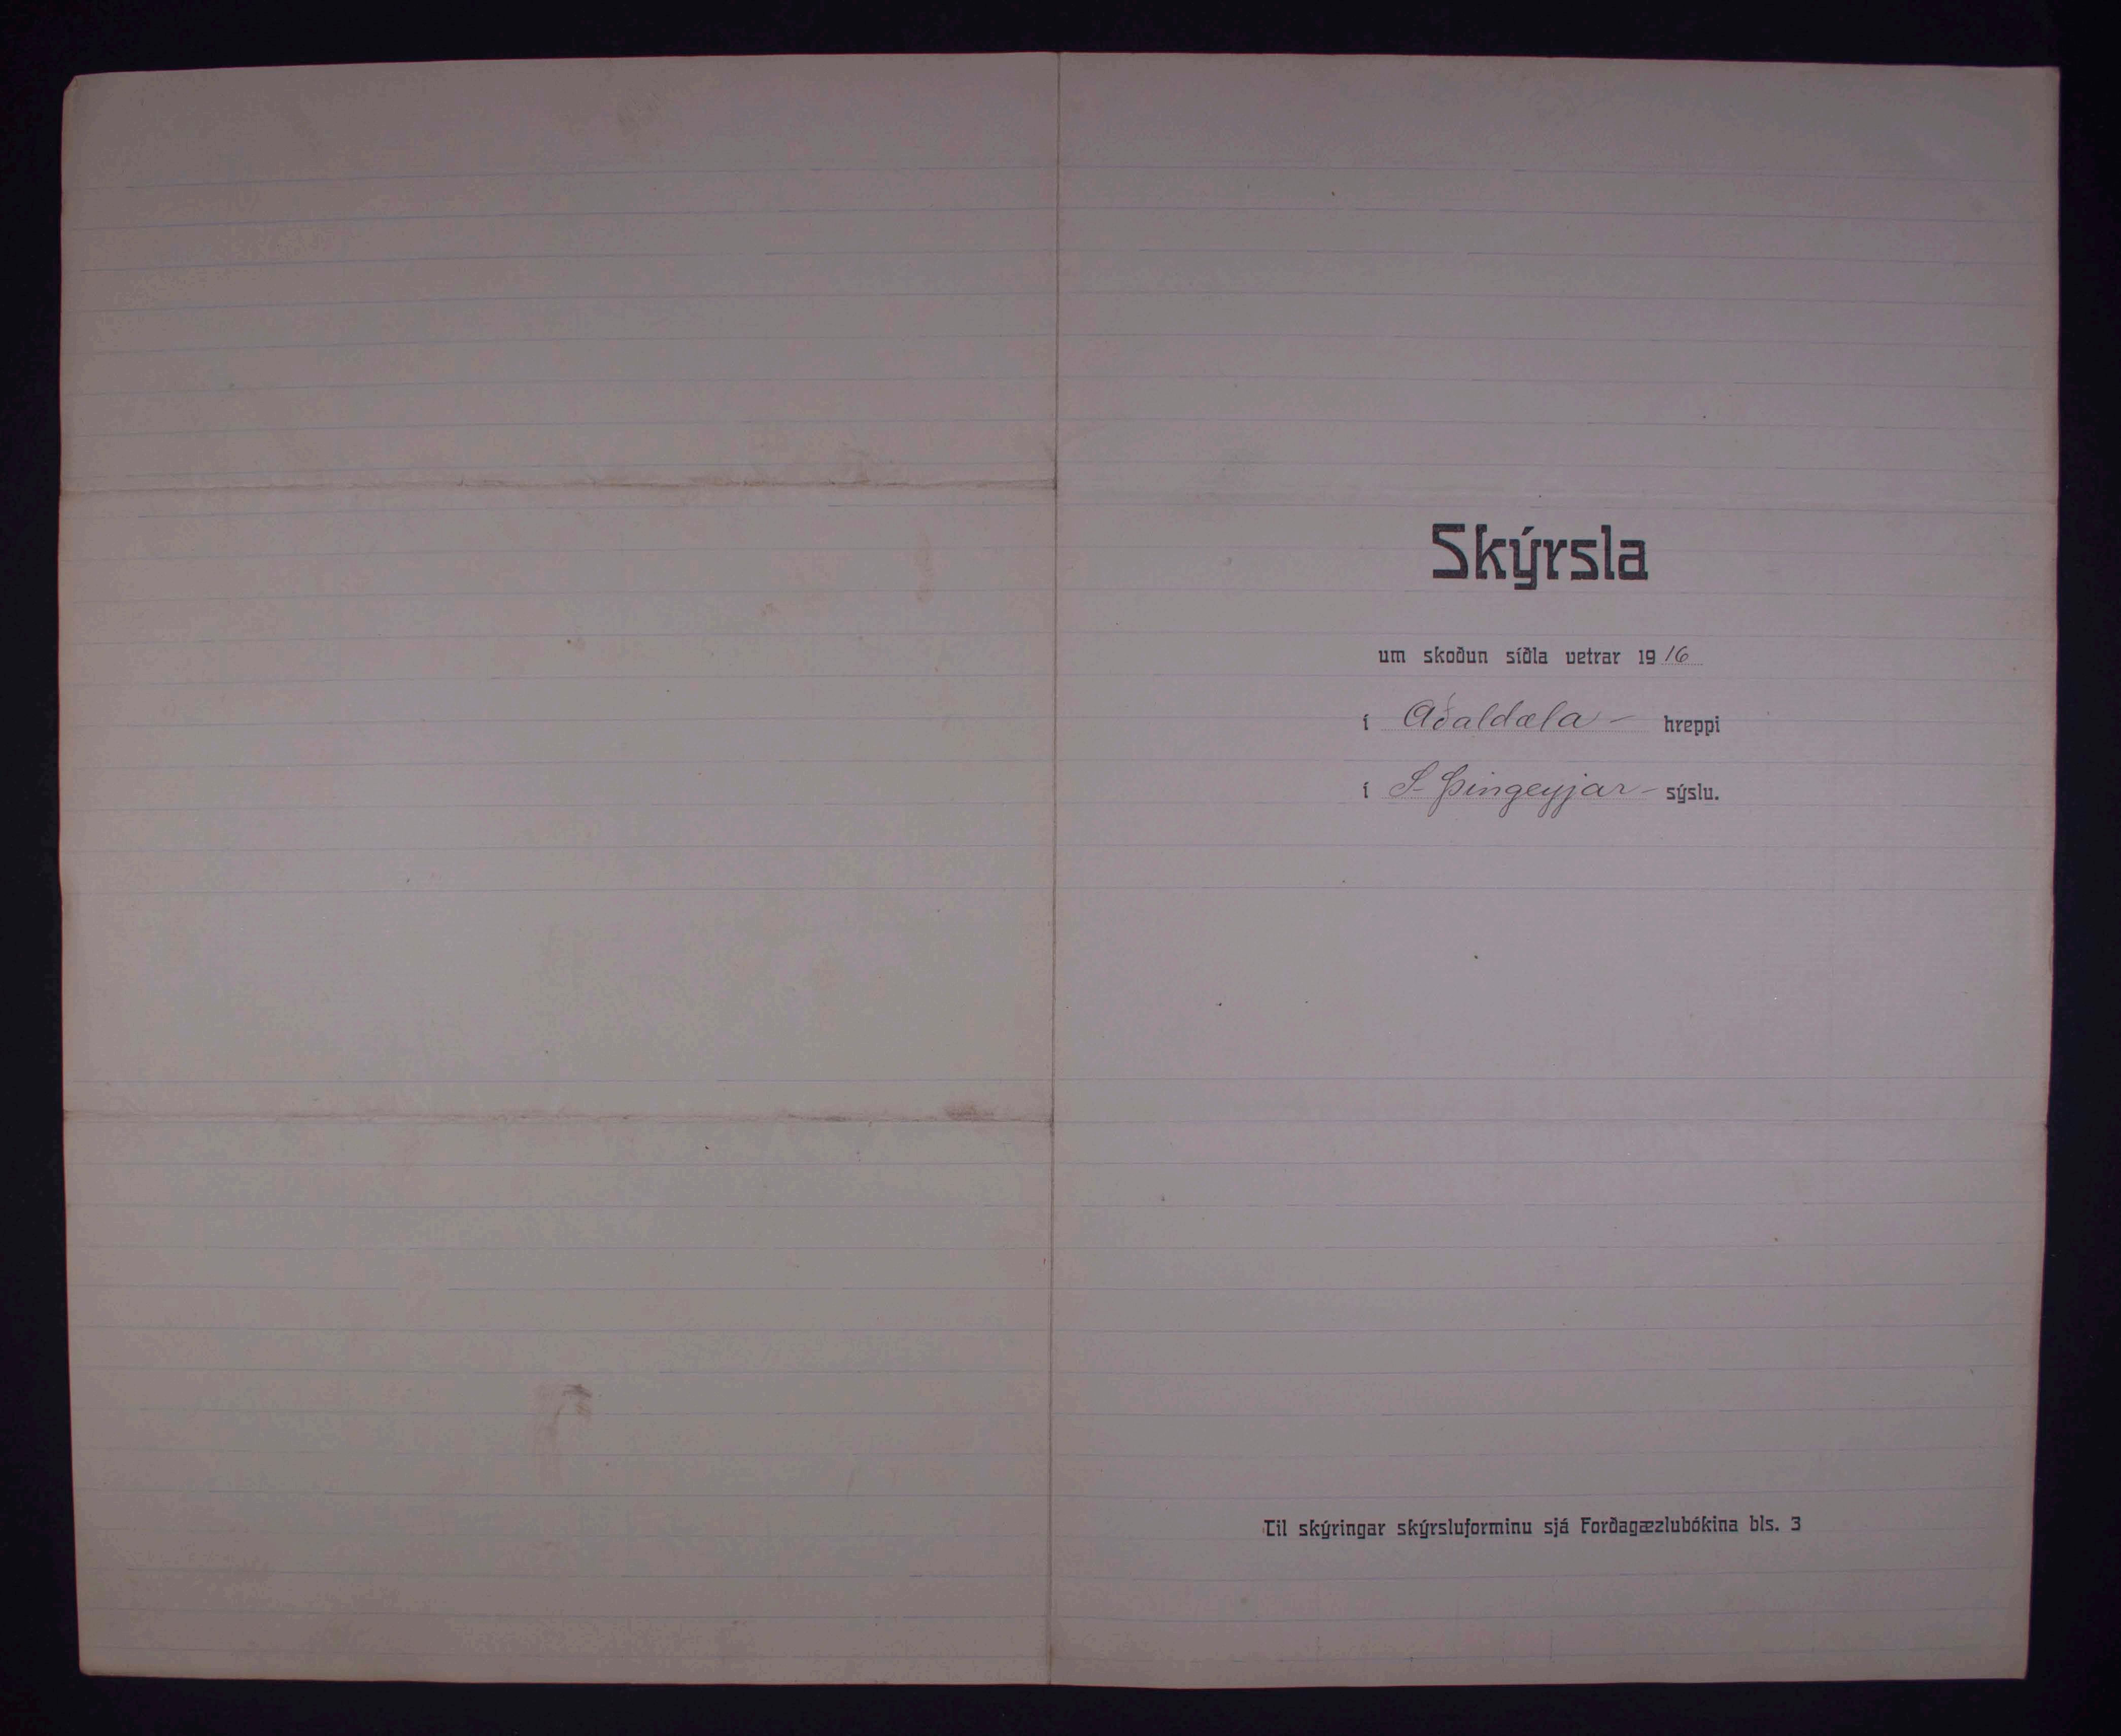 Skýrsla
um skoðun síðla vetrar 1916
í Aðaldæla- hreppi
í S-Þingeyjar- sýslu.
Til skýringar skýrsluforminu sjá Forðagæzlubókina bls. 3